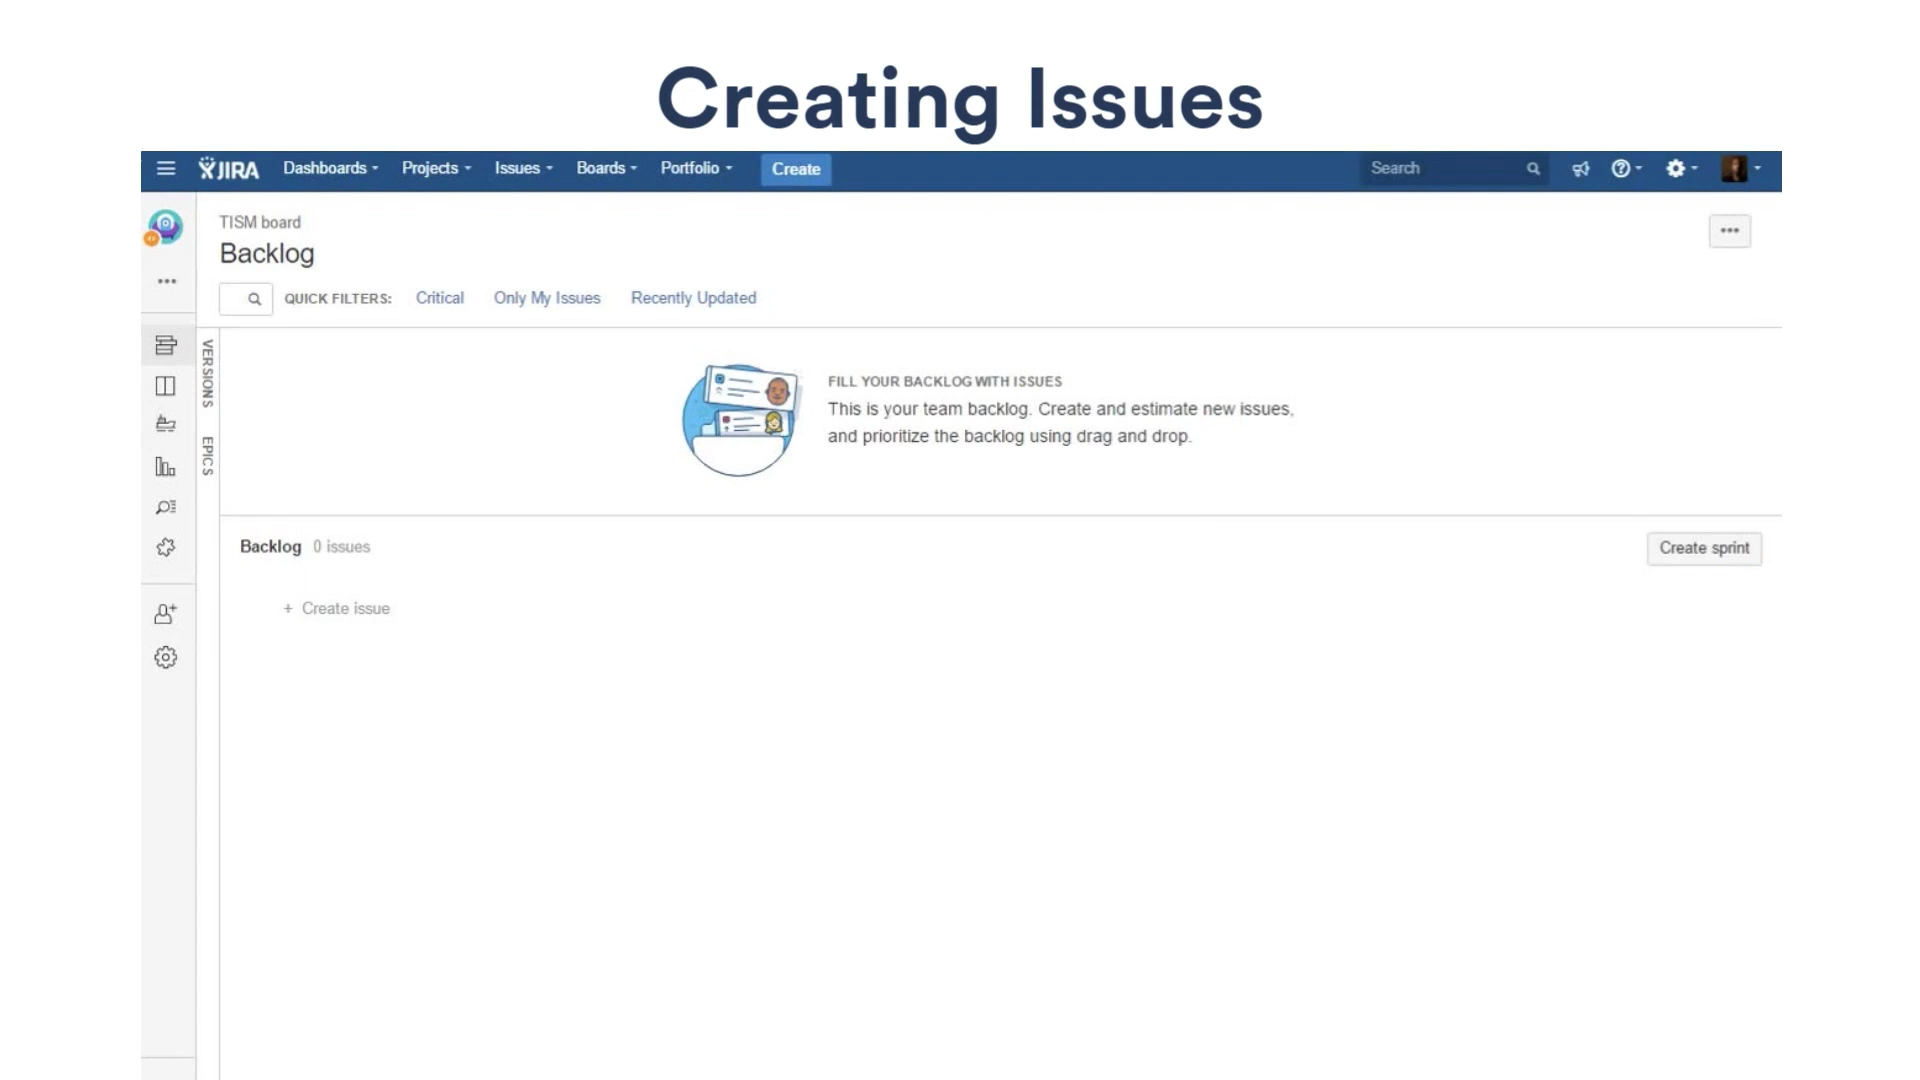 Creating Issues
JIRA Dashboards Projects Issues Boards Portfolio Create Search
TISM board
Backlog
QUICK FILTERS: Critical Only My Issues Recently Updated
VERSIONS
EPICS
FILL YOUR BACKLOG WITH ISSUES
This is your team backlog. Create and estimate new issues,
and prioritize the backlog using drag and drop.
Backlog 0 issues Create sprint
+ Create issue